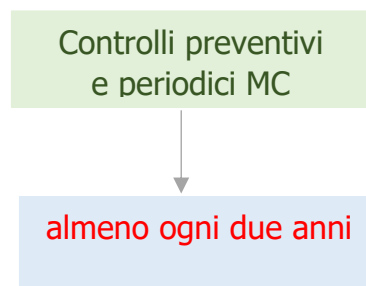 Controlli preventivi
e periodici MC
almeno ogni due anni